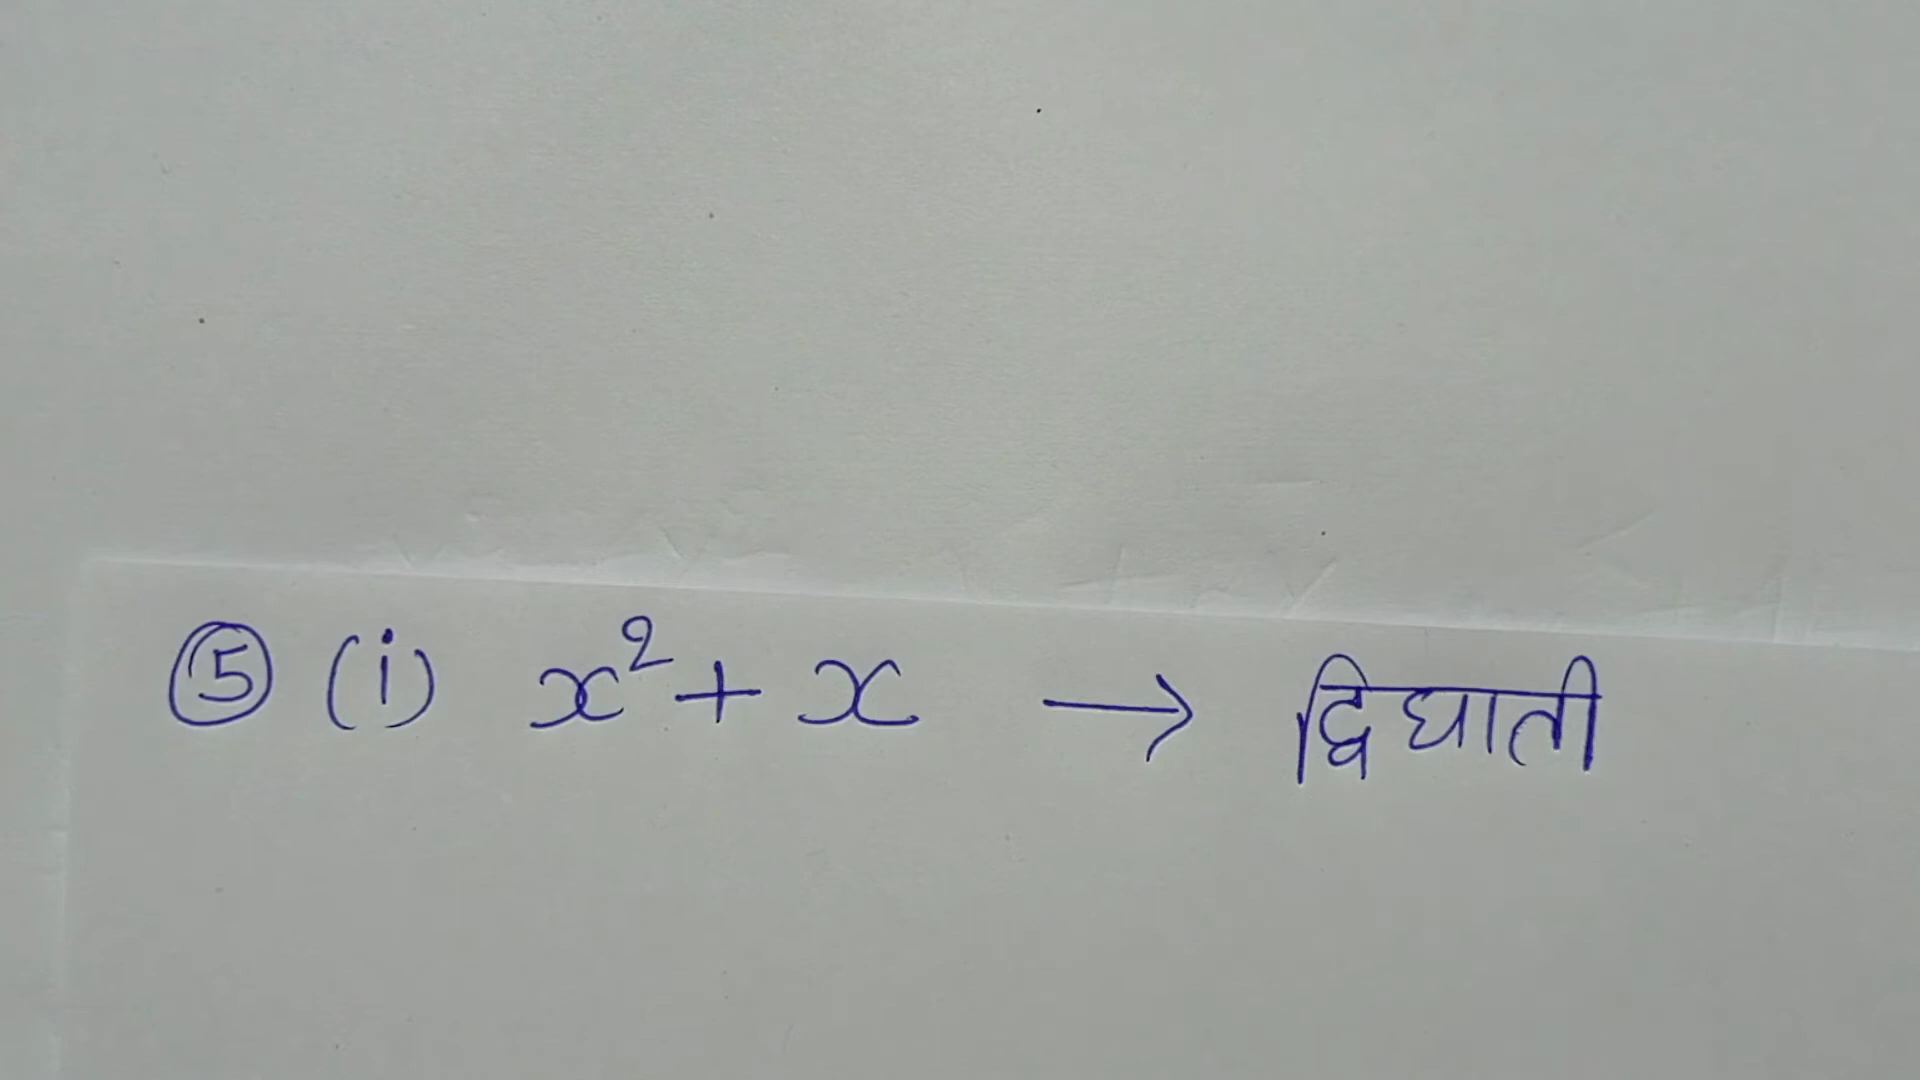 ⑤ (i) x² + x → द्विघाती